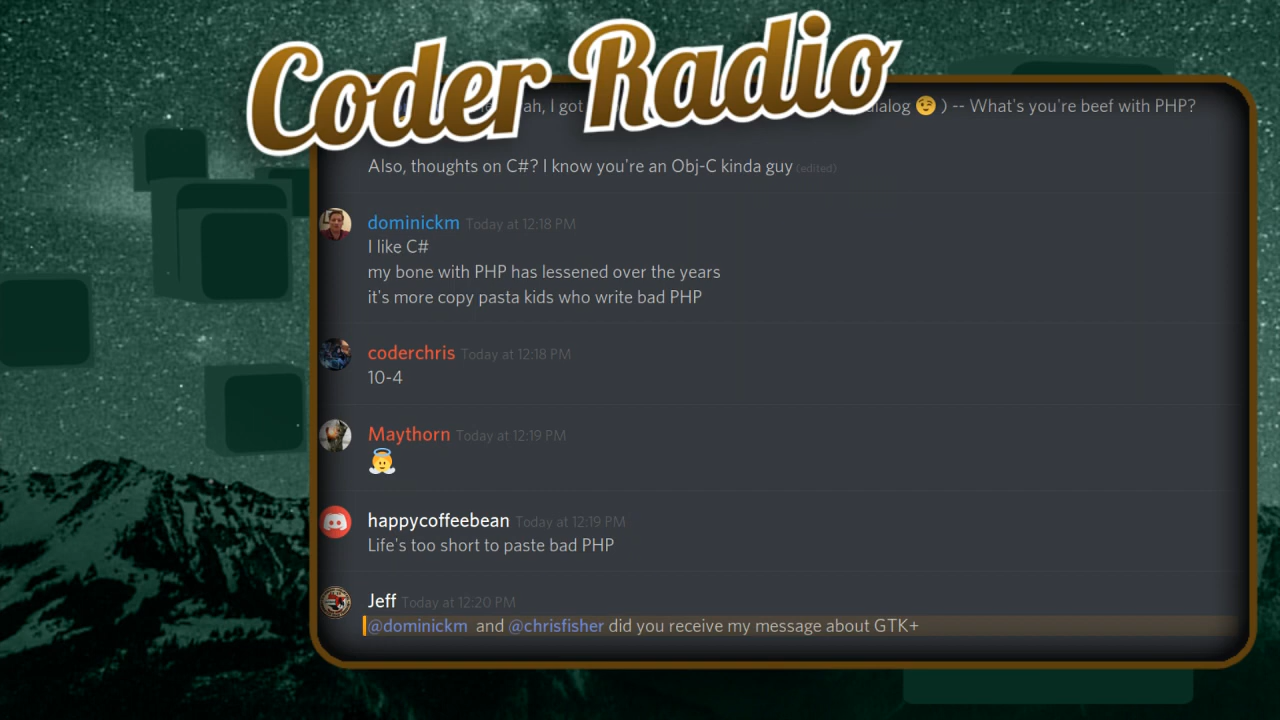 Coder Radio
ah, I got
dialog 😉 ) -- What's you're beef with PHP?
Also, thoughts on C#? I know you're an Obj-C kinda guy (edited)
dominickm Today at 12:18 PM
I like C#
my bone with PHP has lessened over the years
it's more copy pasta kids who write bad PHP
coderchris Today at 12:18 PM
10-4
Maythorn Today at 12:19 PM
happycoffeebean Today at 12:19 PM
Life's too short to paste bad PHP
Jeff Today at 12:20 PM
@dominickm and @chrisfisher did you receive my message about GTK+